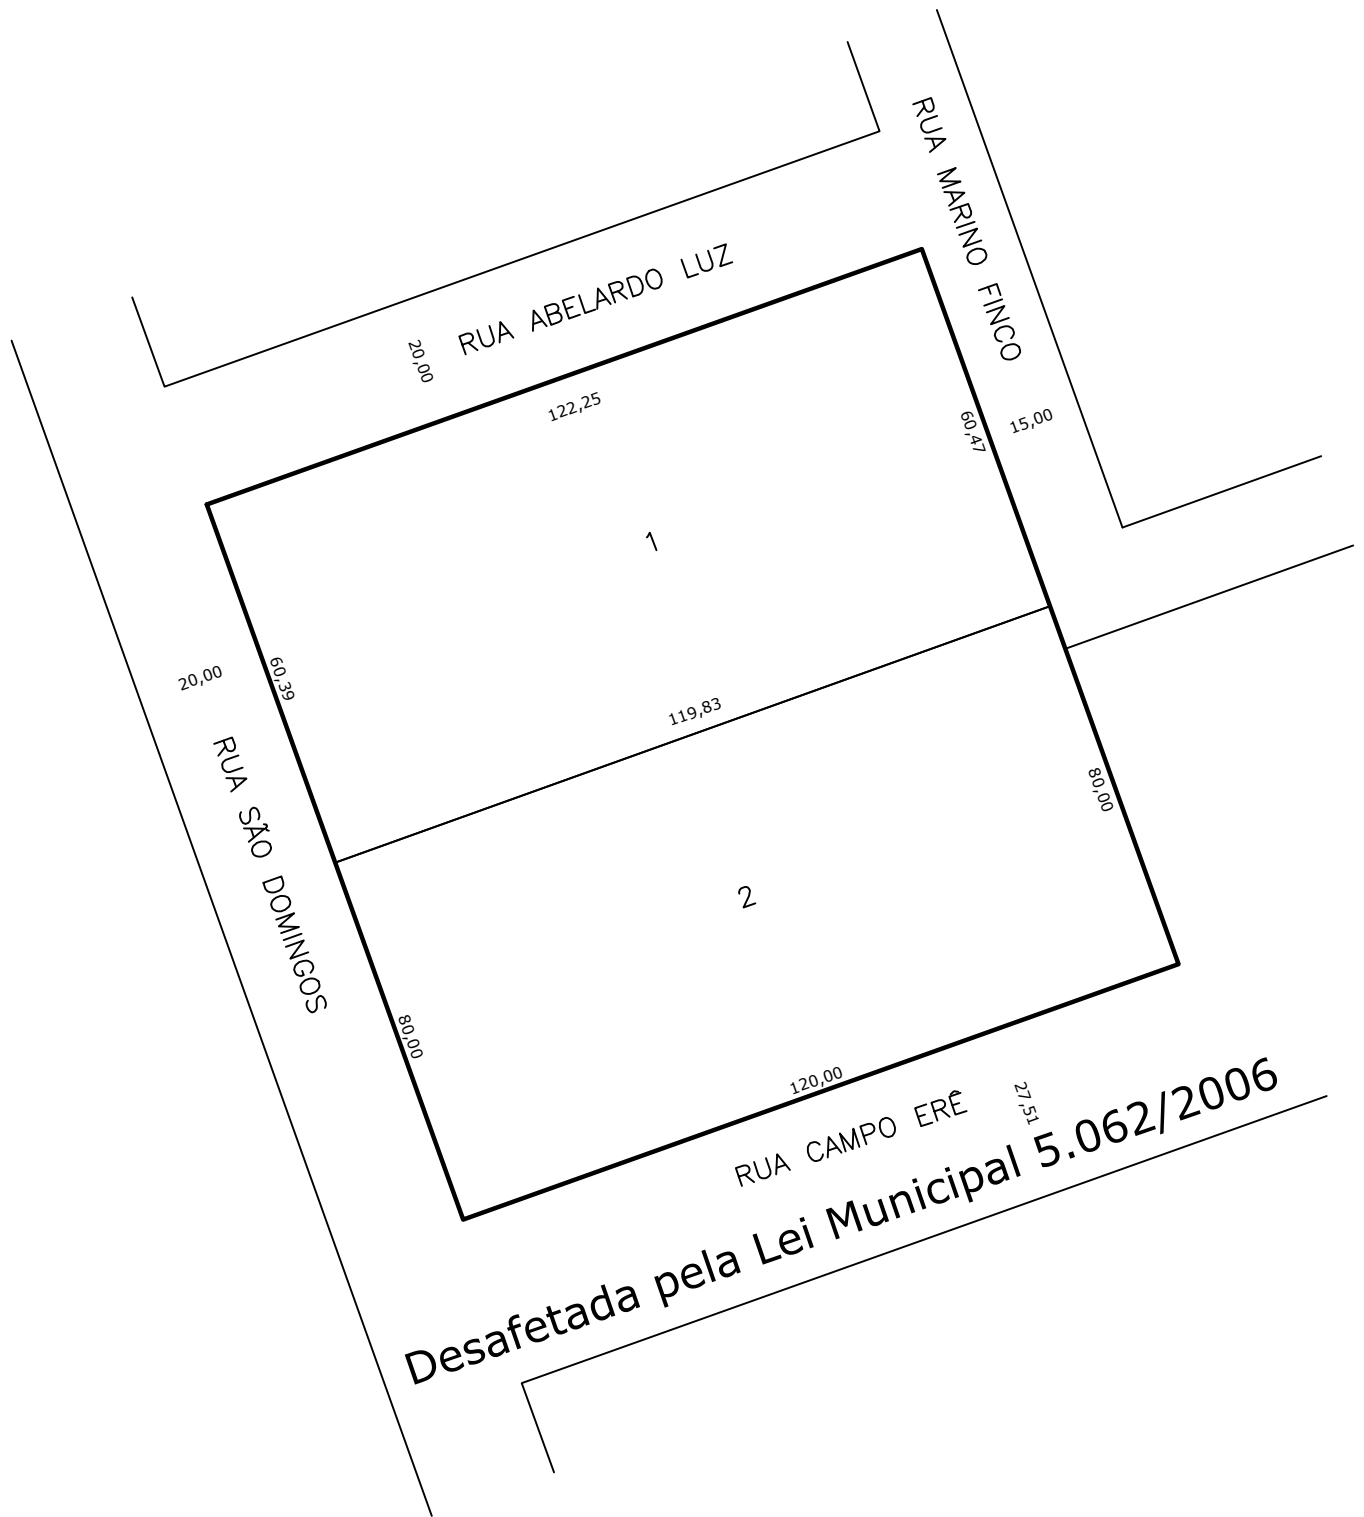 RUA MARINO FINCO
RUA ABELARDO LUZ
20,00
122,25
60,47
15,00
1
60,39
20,00
119,83
RUA SÃO DOMINGOS
80,00
2
80,00
120,00
27,51
RUA CAMPO ERÊ
Desafetada pela Lei Municipal 5.062/2006